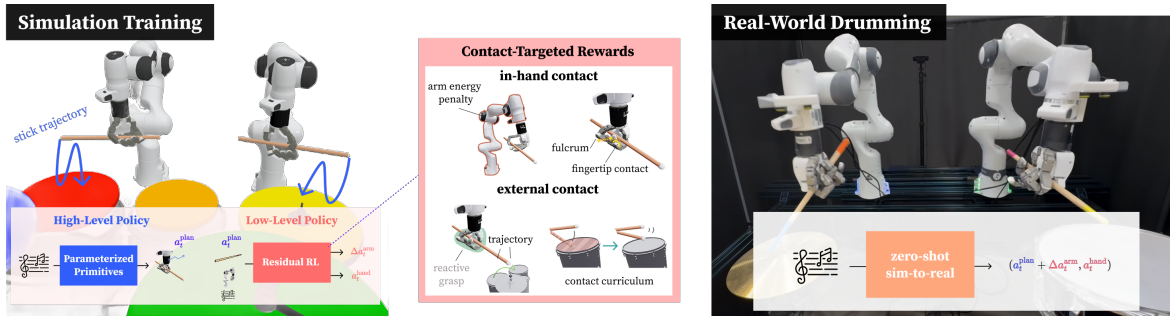 Simulation Training
stick trajectory
High-Level Policy
Low-Level Policy
Parameterized
Primitives
a_t^plan
a_t^plan
Residual RL
Δa_t^arm
a_t^hand
Contact-Targeted Rewards
in-hand contact
arm energy
penalty
fulcrum
fingertip contact
external contact
trajectory
reactive
grasp
contact curriculum
Real-World Drumming
zero-shot
sim-to-real
(a_t^plan + Δa_t^arm, a_t^hand)